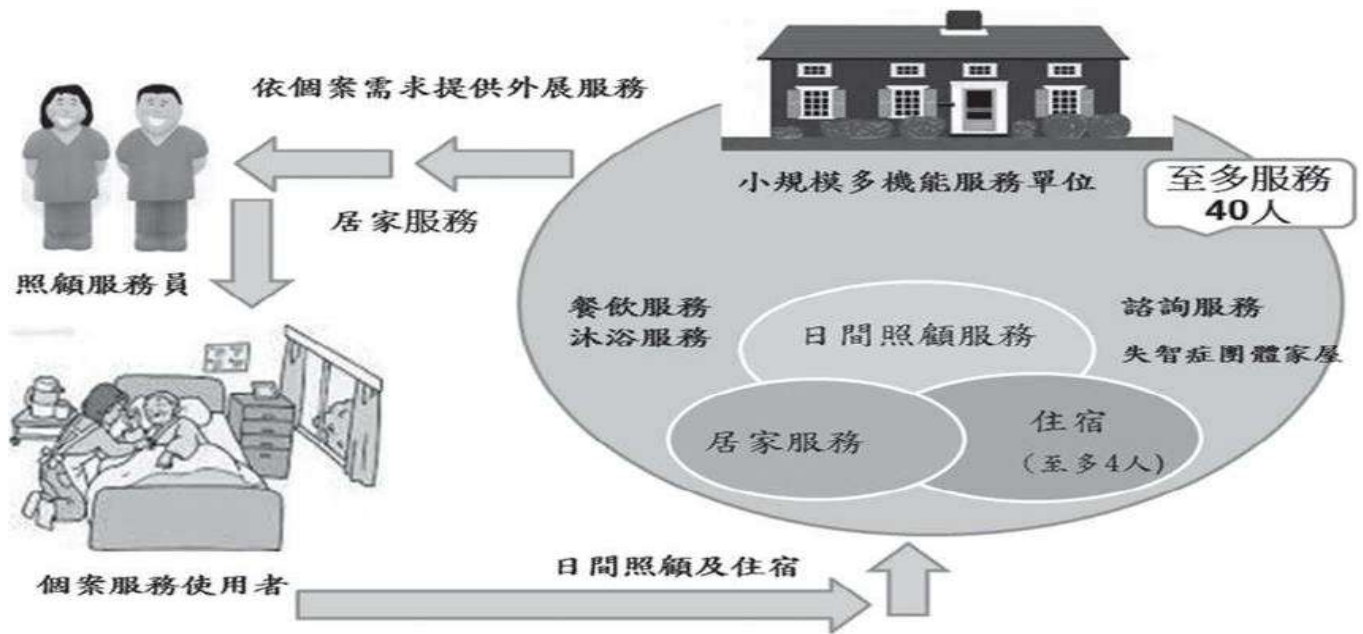 依個案需求提供外展服務
小規模多機能服務單位
至多服務
40人
居家服務
照顧服務員
餐飲服務
沐浴服務
日間照顧服務
諮詢服務
失智症團體家屋
居家服務
住宿
(至多4人)
日間照顧及住宿
個案服務使用者